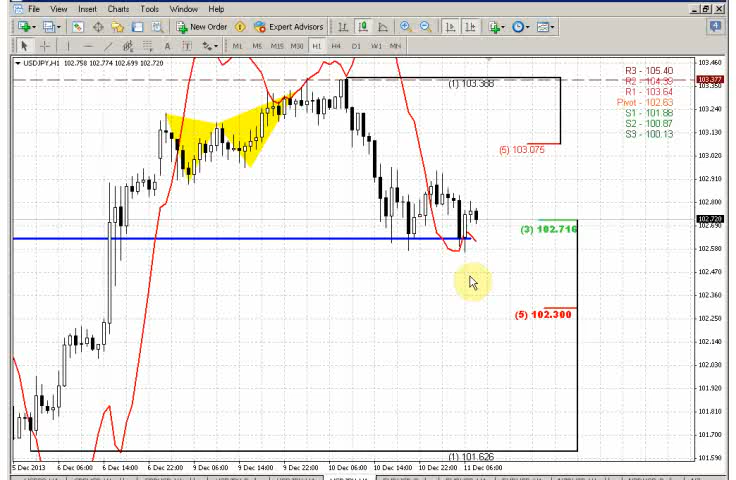 File View Insert Charts Tools Window Help
New Order Expert Advisors
A T M1 M5 M15 M30 H1 H4 D1 W1 MN
USDJPY,H1 102.758 102.774 102.699 102.720
103.460
R3 - 105.40
103.377
R2 - 104.39
(1) 103.388
103.350
R1 - 103.64
Pivot - 102.63
103.240
S1 - 101.88
S2 - 100.87
103.130
S3 - 100.13
(5) 103.075
103.020
102.910
102.800
102.720
(3) 102.716
102.690
102.580
102.470
102.360
(5) 102.300
102.250
102.140
102.030
101.920
101.810
101.700
(1) 101.626
101.590
5 Dec 2013 6 Dec 06:00 6 Dec 14:00 6 Dec 22:00 9 Dec 06:00 9 Dec 14:00 9 Dec 22:00 10 Dec 06:00 10 Dec 14:00 10 Dec 22:00 11 Dec 06:00